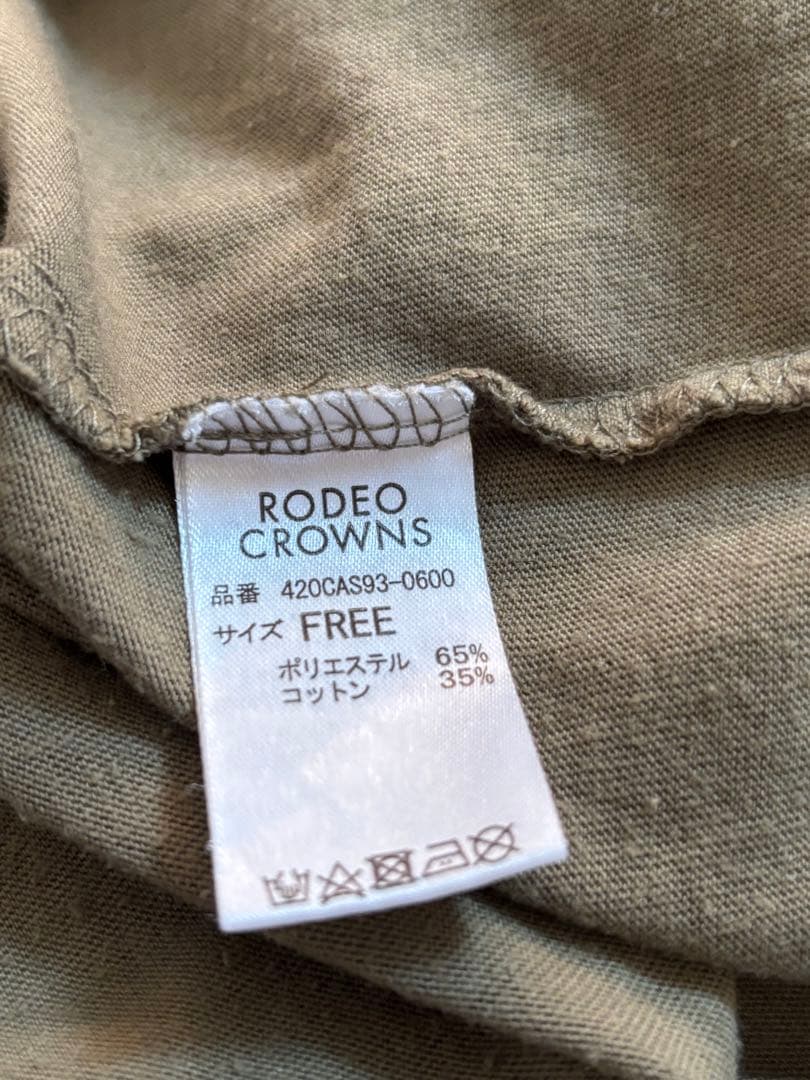 RODEO
CROWNS
品番 420CAS93-0600
サイズ FREE
ポリエステル 65%
コットン 35%